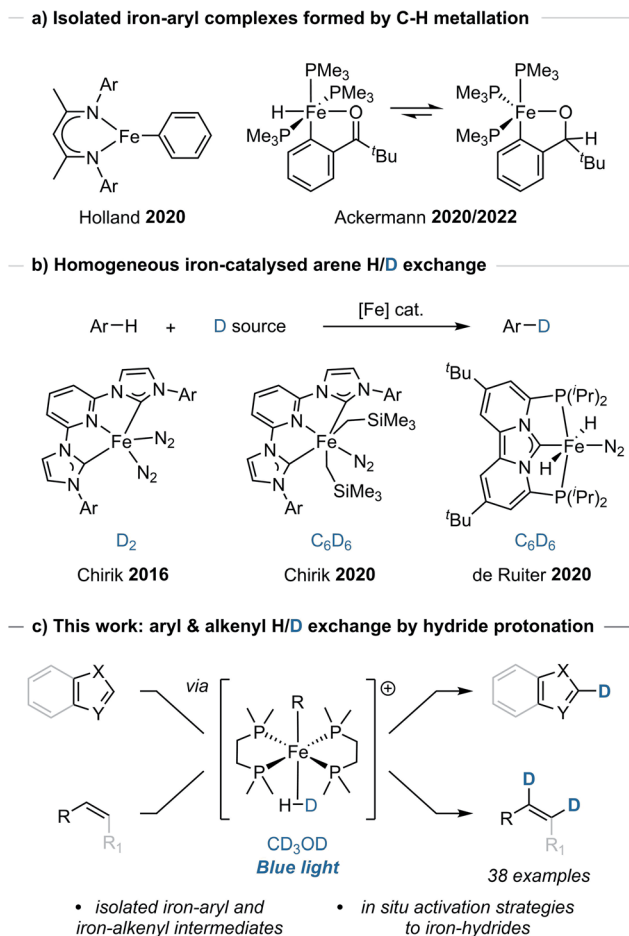 a) Isolated iron-aryl complexes formed by C-H metallation
Ar
N
Fe
N
Ar
PMe3
PMe3
H
Fe
O
PMe3
tBu
PMe3
PMe3
Fe
O
PMe3
H
tBu
Holland 2020
Ackermann 2020/2022
b) Homogeneous iron-catalysed arene H/D exchange
Ar–H + D source [Fe] cat. Ar–D
N
N
Ar
N
Fe
N2
N2
N
N
Ar
N
N
Ar
SiMe3
N
Fe
N2
N
N
SiMe3
Ar
tBu
P(iPr)2
H
N
C
Fe
N2
N
H
P(iPr)2
tBu
D2
C6D6
C6D6
Chirik 2016
Chirik 2020
de Ruiter 2020
c) This work: aryl & alkenyl H/D exchange by hydride protonation
X
Y
via
R
P
P
Fe
P
P
H–D
+
X
D
Y
R
R1
CD3OD
Blue light
D
D
R
R1
38 examples
• isolated iron-aryl and
iron-alkenyl intermediates
• in situ activation strategies
to iron-hydrides